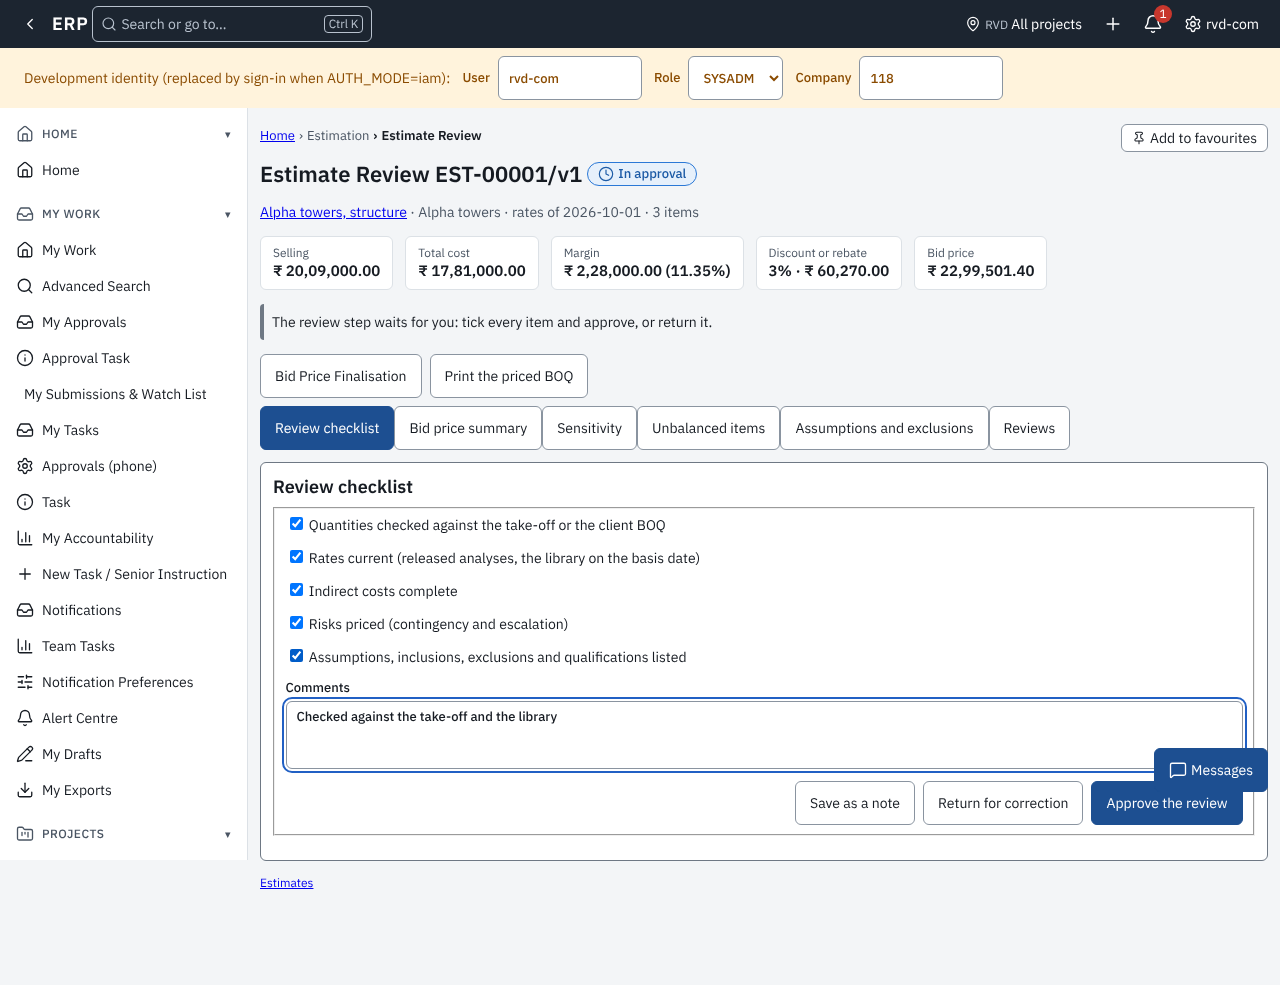 ERP
Search or go to...
Ctrl K
RVD All projects
1
rvd-com
Development identity (replaced by sign-in when AUTH_MODE=iam):
User
rvd-com
Role
SYSADM
Company
118
HOME
Home
MY WORK
My Work
Advanced Search
My Approvals
Approval Task
My Submissions & Watch List
My Tasks
Approvals (phone)
Task
My Accountability
New Task / Senior Instruction
Notifications
Team Tasks
Notification Preferences
Alert Centre
My Drafts
My Exports
PROJECTS
Home › Estimation › Estimate Review
Add to favourites
Estimate Review EST-00001/v1
In approval
Alpha towers, structure · Alpha towers · rates of 2026-10-01 · 3 items
Selling
₹ 20,09,000.00
Total cost
₹ 17,81,000.00
Margin
₹ 2,28,000.00 (11.35%)
Discount or rebate
3% · ₹ 60,270.00
Bid price
₹ 22,99,501.40
The review step waits for you: tick every item and approve, or return it.
Bid Price Finalisation
Print the priced BOQ
Review checklist
Bid price summary
Sensitivity
Unbalanced items
Assumptions and exclusions
Reviews
Review checklist
Quantities checked against the take-off or the client BOQ
Rates current (released analyses, the library on the basis date)
Indirect costs complete
Risks priced (contingency and escalation)
Assumptions, inclusions, exclusions and qualifications listed
Comments
Checked against the take-off and the library
Messages
Save as a note
Return for correction
Approve the review
Estimates